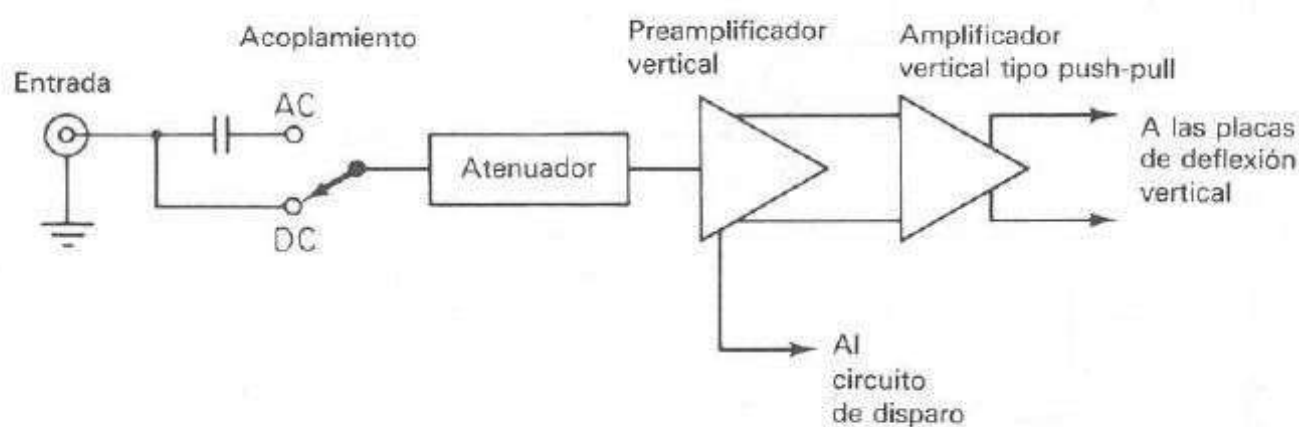 Acoplamiento
Entrada
AC
DC
Atenuador
Preamplificador
vertical
Amplificador
vertical tipo push-pull
A las placas
de deflexión
vertical
Al
circuito
de disparo